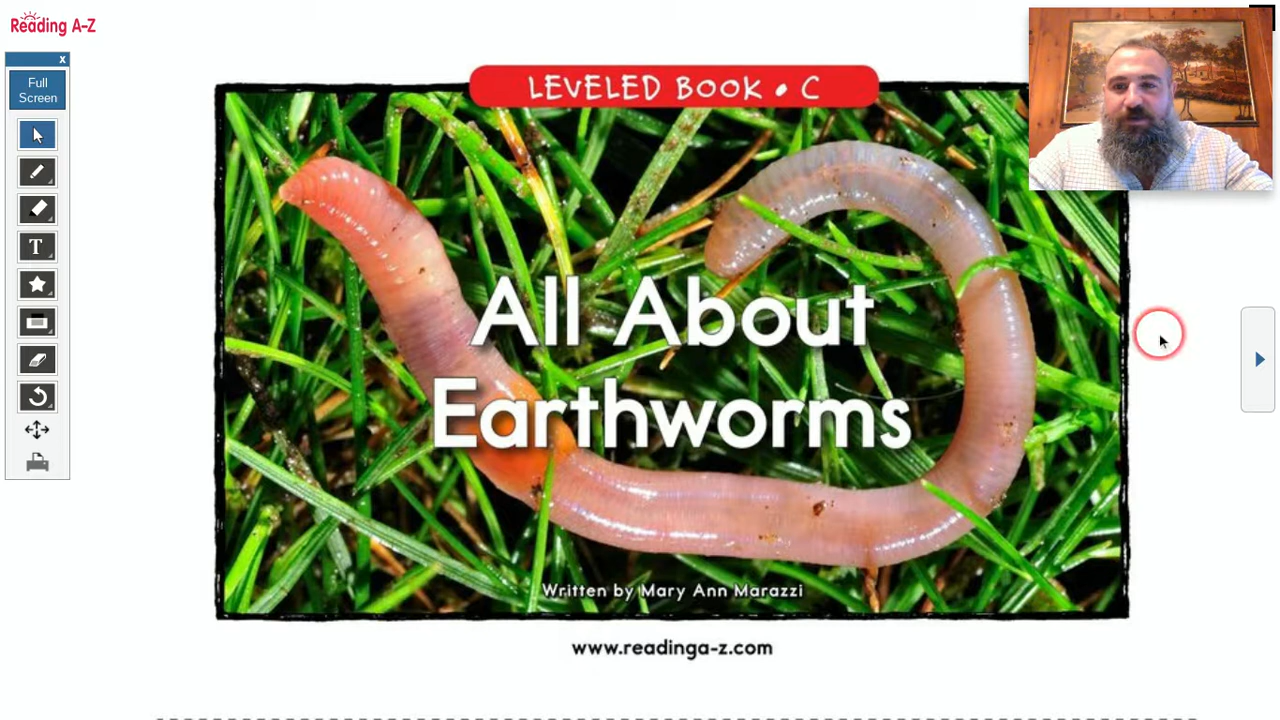 Reading A-Z
x
Full
Screen
T
LEVELED BOOK • C
All About
Earthworms
Written by Mary Ann Marazzi
www.readinga-z.com